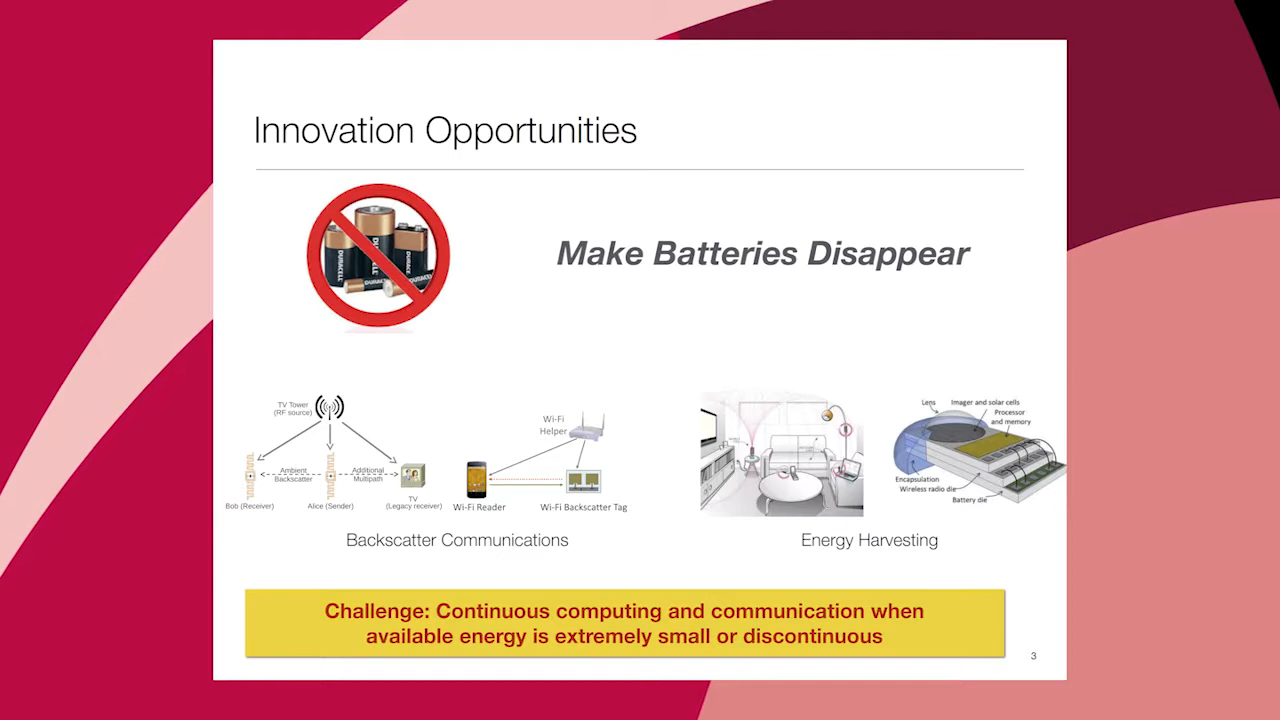 Innovation Opportunities
DURACELL
DURACELL
DURACELL
Make Batteries Disappear
TV Tower
(RF source)
Ambient
Backscatter
Additional
Multipath
Bob (Receiver)
Alice (Sender)
TV
(Legacy receiver)
Wi-Fi
Helper
Wi-Fi Reader
Wi-Fi Backscatter Tag
Backscatter Communications
Lens
Imager and solar cells
Processor
and memory
Encapsulation
Wireless radio die
Battery die
Energy Harvesting
Challenge: Continuous computing and communication when
available energy is extremely small or discontinuous
3